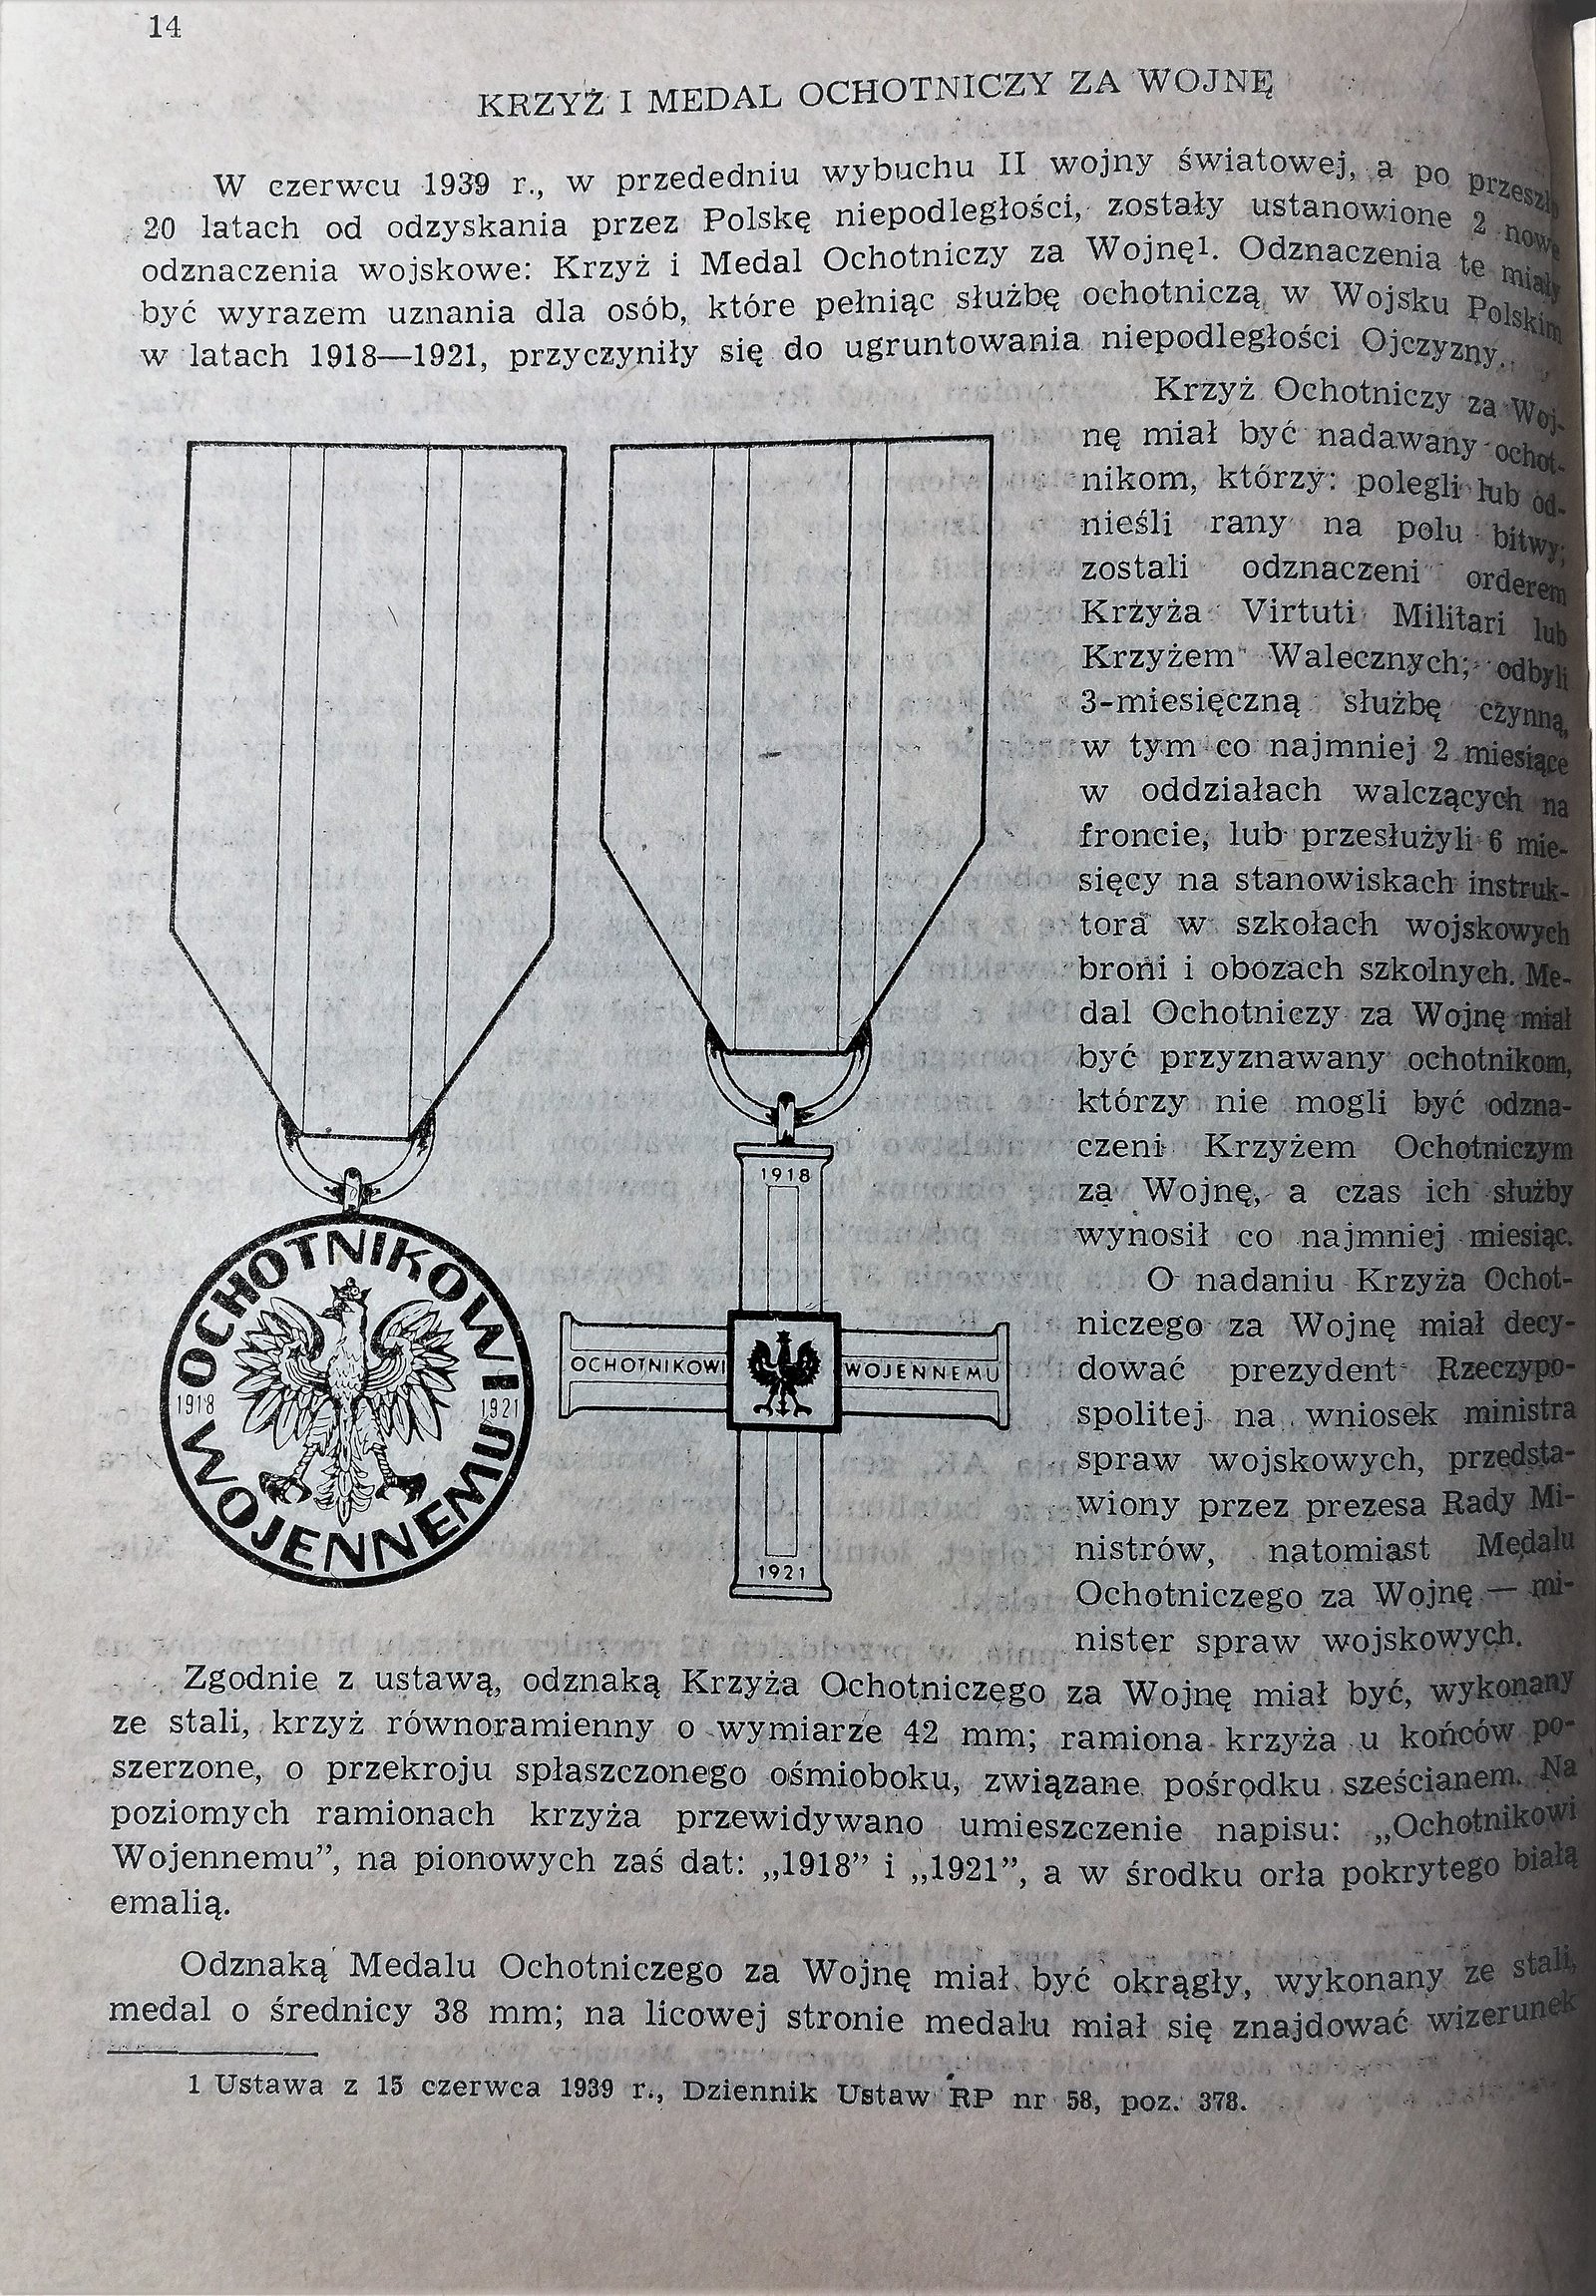 14
KRZYŻ I MEDAL OCHOTNICZY ZA WOJNĘ
W czerwcu 1939 r., w przededniu wybuchu II wojny światowej, a po przeszło
20 latach od odzyskania przez Polskę niepodległości, zostały ustanowione 2 nowe
odznaczenia wojskowe: Krzyż i Medal Ochotniczy za Wojnę1. Odznaczenia te miały
być wyrazem uznania dla osób, które pełniąc służbę ochotniczą w Wojsku Polskim
w latach 1918—1921, przyczyniły się do ugruntowania niepodległości Ojczyzny.
Krzyż Ochotniczy za Woj-
nę miał być nadawany ochot-
nikom, którzy: polegli lub od-
nieśli rany na polu bitwy;
zostali odznaczeni orderem
Krzyża Virtuti Militari lub
Krzyżem Walecznych; odbyli
3-miesięczną służbę czynną,
w tym co najmniej 2 miesiące
w oddziałach walczących na
froncie, lub przesłużyli 6 mie-
sięcy na stanowiskach instruk-
tora w szkołach wojskowych
broni i obozach szkolnych. Me-
dal Ochotniczy za Wojnę miał
być przyznawany ochotnikom,
którzy nie mogli być odzna-
czeni Krzyżem Ochotniczym
za Wojnę, a czas ich służby
wynosił co najmniej miesiąc.
O nadaniu Krzyża Ochot-
niczego za Wojnę miał decy-
dować prezydent Rzeczypo-
spolitej na wniosek ministra
spraw wojskowych, przedsta-
wiony przez prezesa Rady Mi-
nistrów, natomiast Medalu
Ochotniczego za Wojnę — mi-
nister spraw wojskowych.
OCHOTNIKOWI
1918 1921
WOJENNEMU
1918
OCHOTNIKOWI WOJENNEMU
1921
Zgodnie z ustawą, odznaką Krzyża Ochotniczego za Wojnę miał być, wykonany
ze stali, krzyż równoramienny o wymiarze 42 mm; ramiona krzyża u końców po-
szerzone, o przekroju spłaszczonego ośmioboku, związane pośrodku sześcianem. Na
poziomych ramionach krzyża przewidywano umieszczenie napisu: „Ochotnikowi
Wojennemu”, na pionowych zaś dat: „1918” i „1921”, a w środku orła pokrytego białą
emalią.
Odznaką Medalu Ochotniczego za Wojnę miał być okrągły, wykonany ze stali,
medal o średnicy 38 mm; na licowej stronie medalu miał się znajdować wizerunek
1 Ustawa z 15 czerwca 1939 r., Dziennik Ustaw RP nr 58, poz. 378.